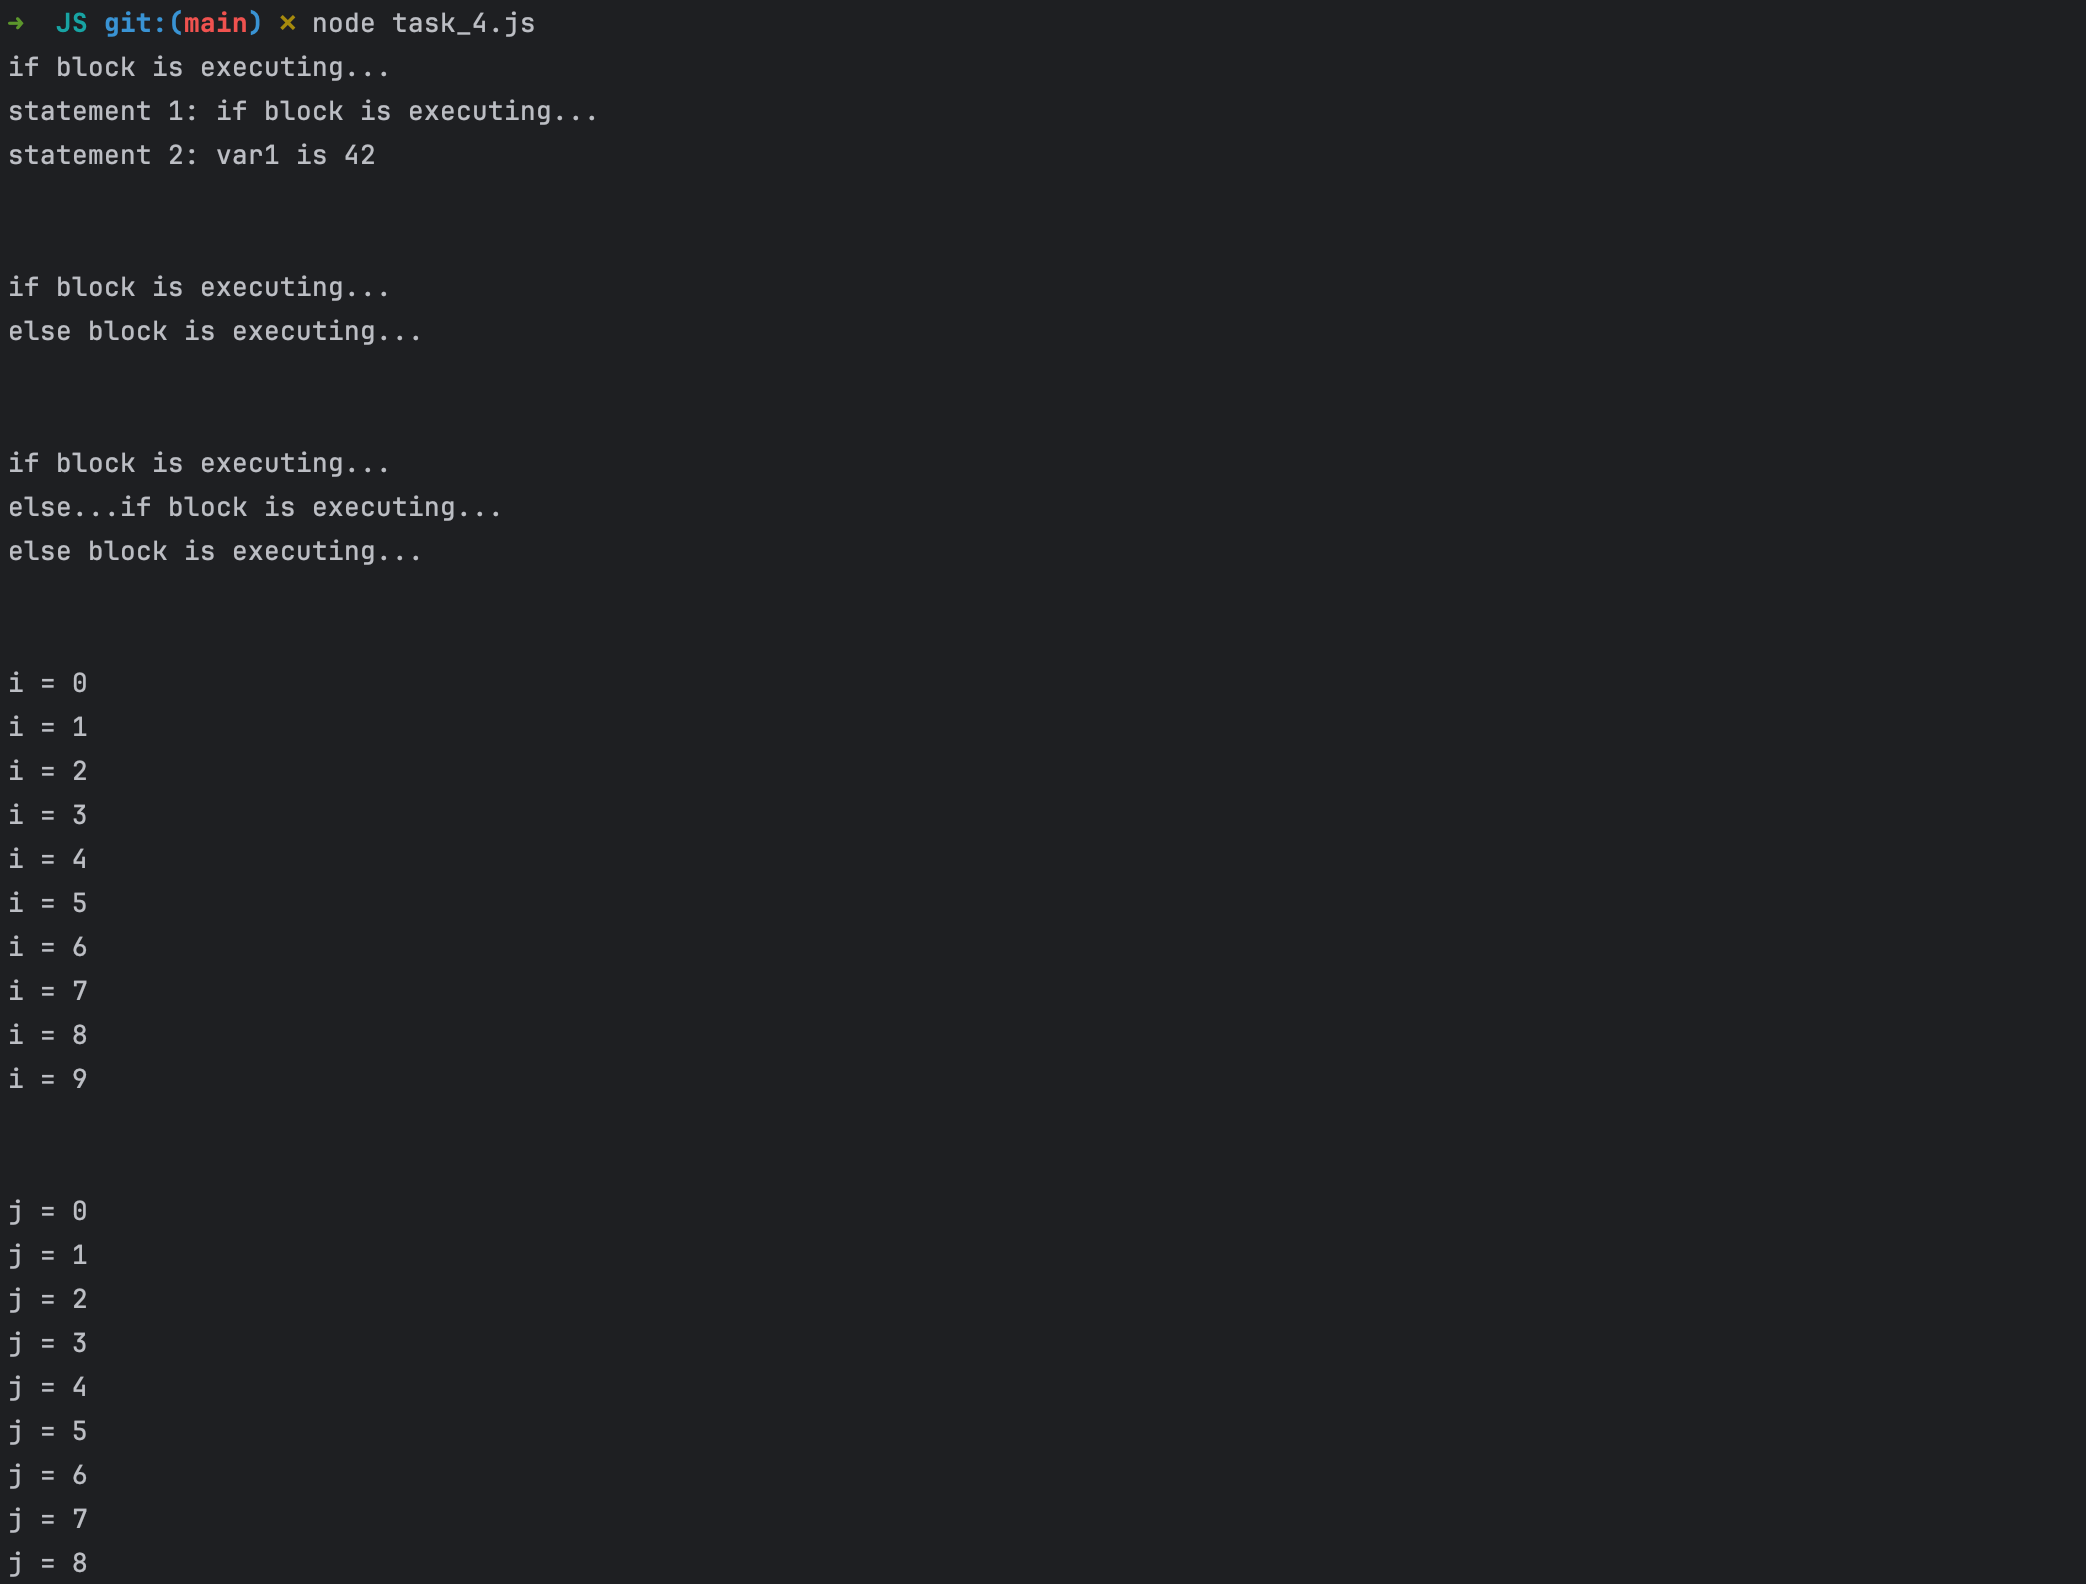 ➜  JS git:(main) ✗ node task_4.js
if block is executing...
statement 1: if block is executing...
statement 2: var1 is 42
if block is executing...
else block is executing...
if block is executing...
else...if block is executing...
else block is executing...
i = 0
i = 1
i = 2
i = 3
i = 4
i = 5
i = 6
i = 7
i = 8
i = 9
j = 0
j = 1
j = 2
j = 3
j = 4
j = 5
j = 6
j = 7
j = 8